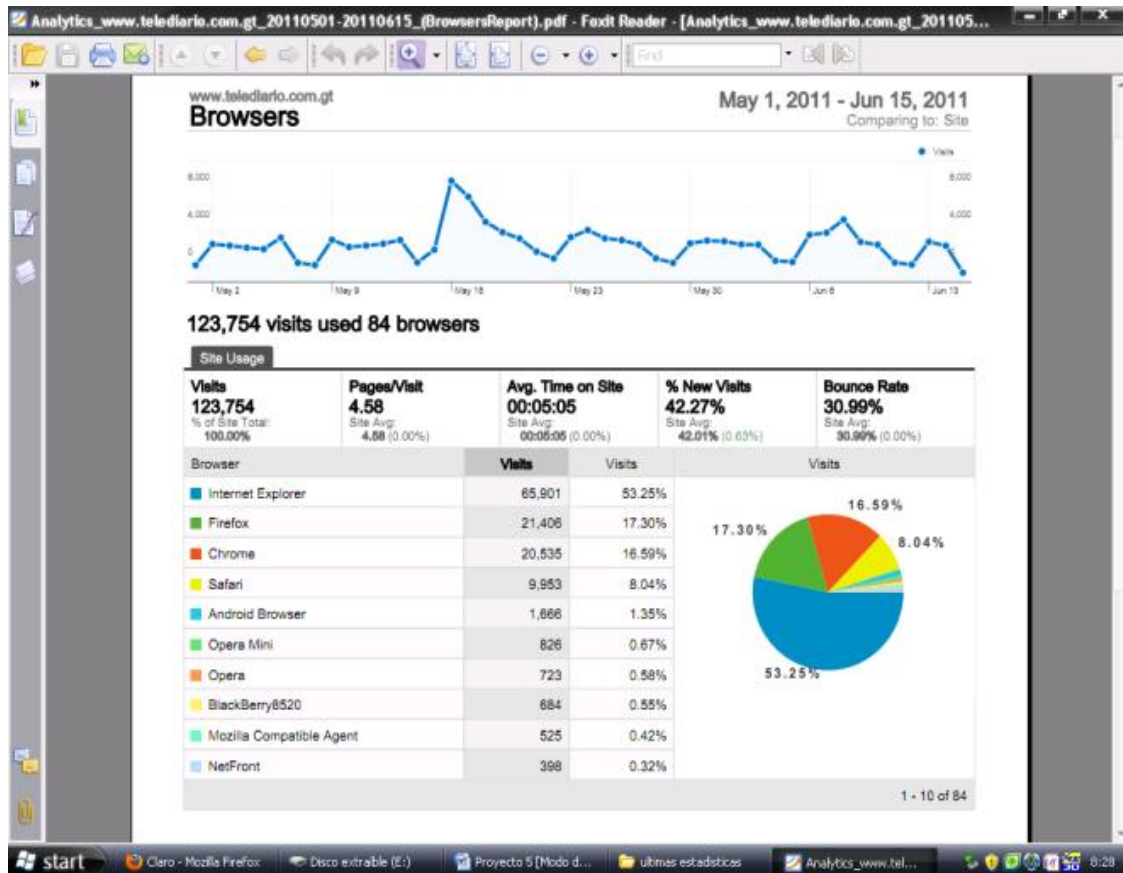 Analytics_www.telediario.com.gt_20110501-20110615_(BrowsersReport).pdf - Foxit Reader - [Analytics_www.telediario.com.gt_201105...
Find
www.telediario.com.gt
Browsers
May 1, 2011 - Jun 15, 2011
Comparing to: Site
Visits
4,000 4,000
0 0
May 2 May 9 May 16 May 23 May 30 Jun 6 Jun 13
123,754 visits used 84 browsers
Site Usage
Visits Pages/Visit Avg. Time on Site % New Visits Bounce Rate
123,754 4.58 00:05:05 42.27% 30.99%
% of Site Total: Site Avg: Site Avg: Site Avg: Site Avg:
100.00% 4.58 (0.00%) 00:05:05 (0.00%) 42.01% (0.63%) 30.99% (0.00%)
Browser Visits Visits Visits
Internet Explorer 65,901 53.25%
Firefox 21,406 17.30%
Chrome 20,535 16.59%
Safari 9,953 8.04%
Android Browser 1,666 1.35%
Opera Mini 826 0.67%
Opera 723 0.58%
BlackBerry8520 684 0.55%
Mozilla Compatible Agent 525 0.42%
NetFront 398 0.32%
16.59%
17.30%
8.04%
53.25%
1 - 10 of 84
start Claro - Mozilla Firefox Disco extraíble (E:) Proyecto 5 [Modo d... ultimas estadisticas Analytics_www.tel... 8:28